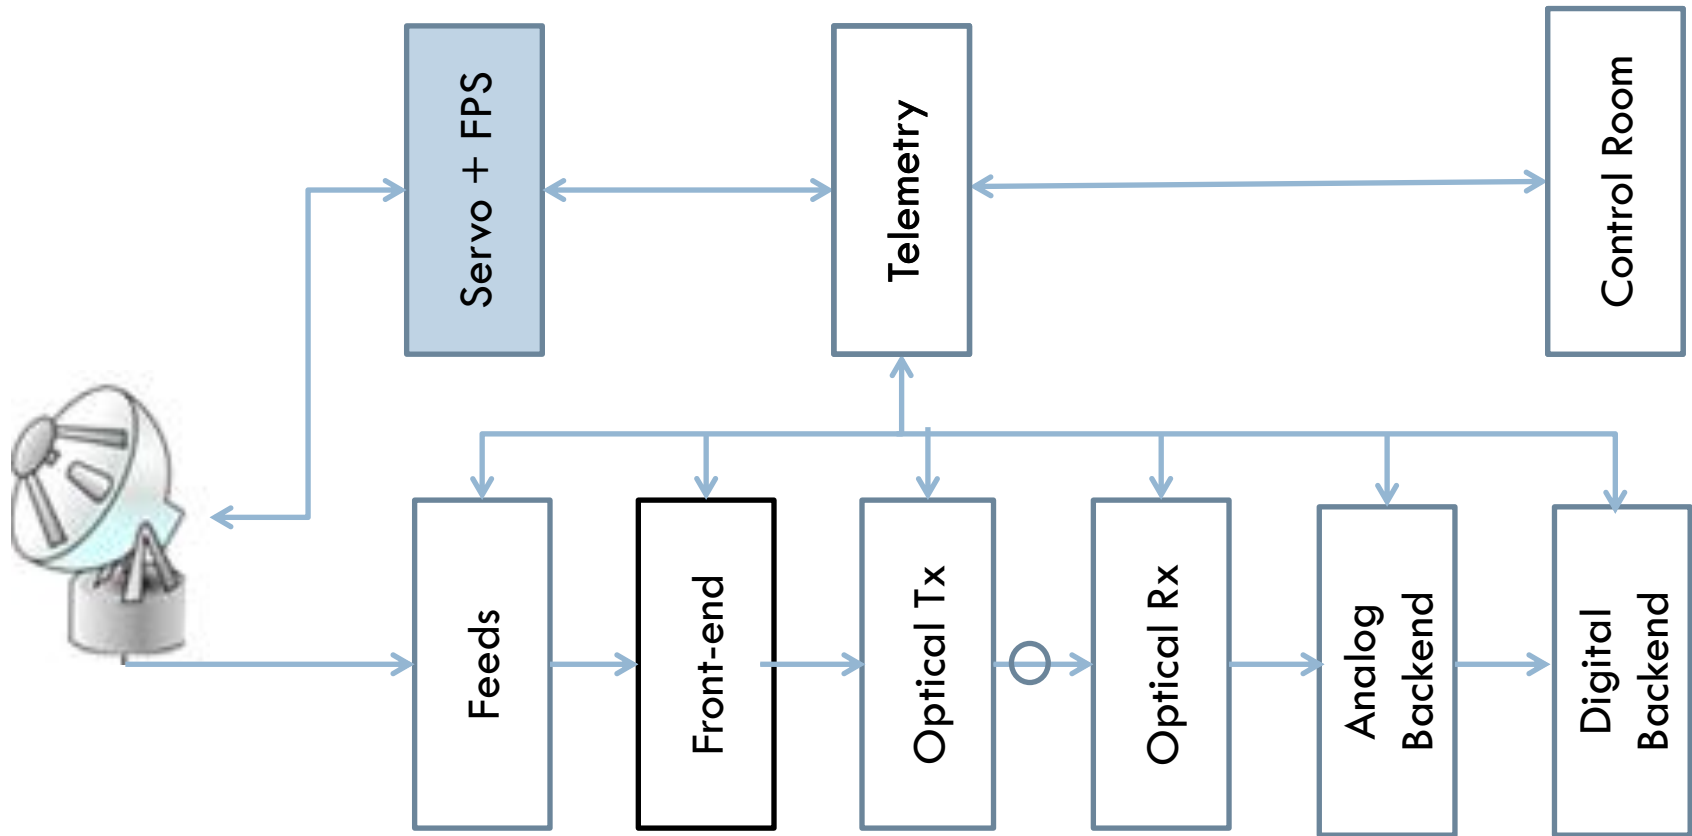 Servo + FPS
Telemetry
Control Room
Feeds
Front-end
Optical Tx
Optical Rx
Analog
Backend
Digital
Backend